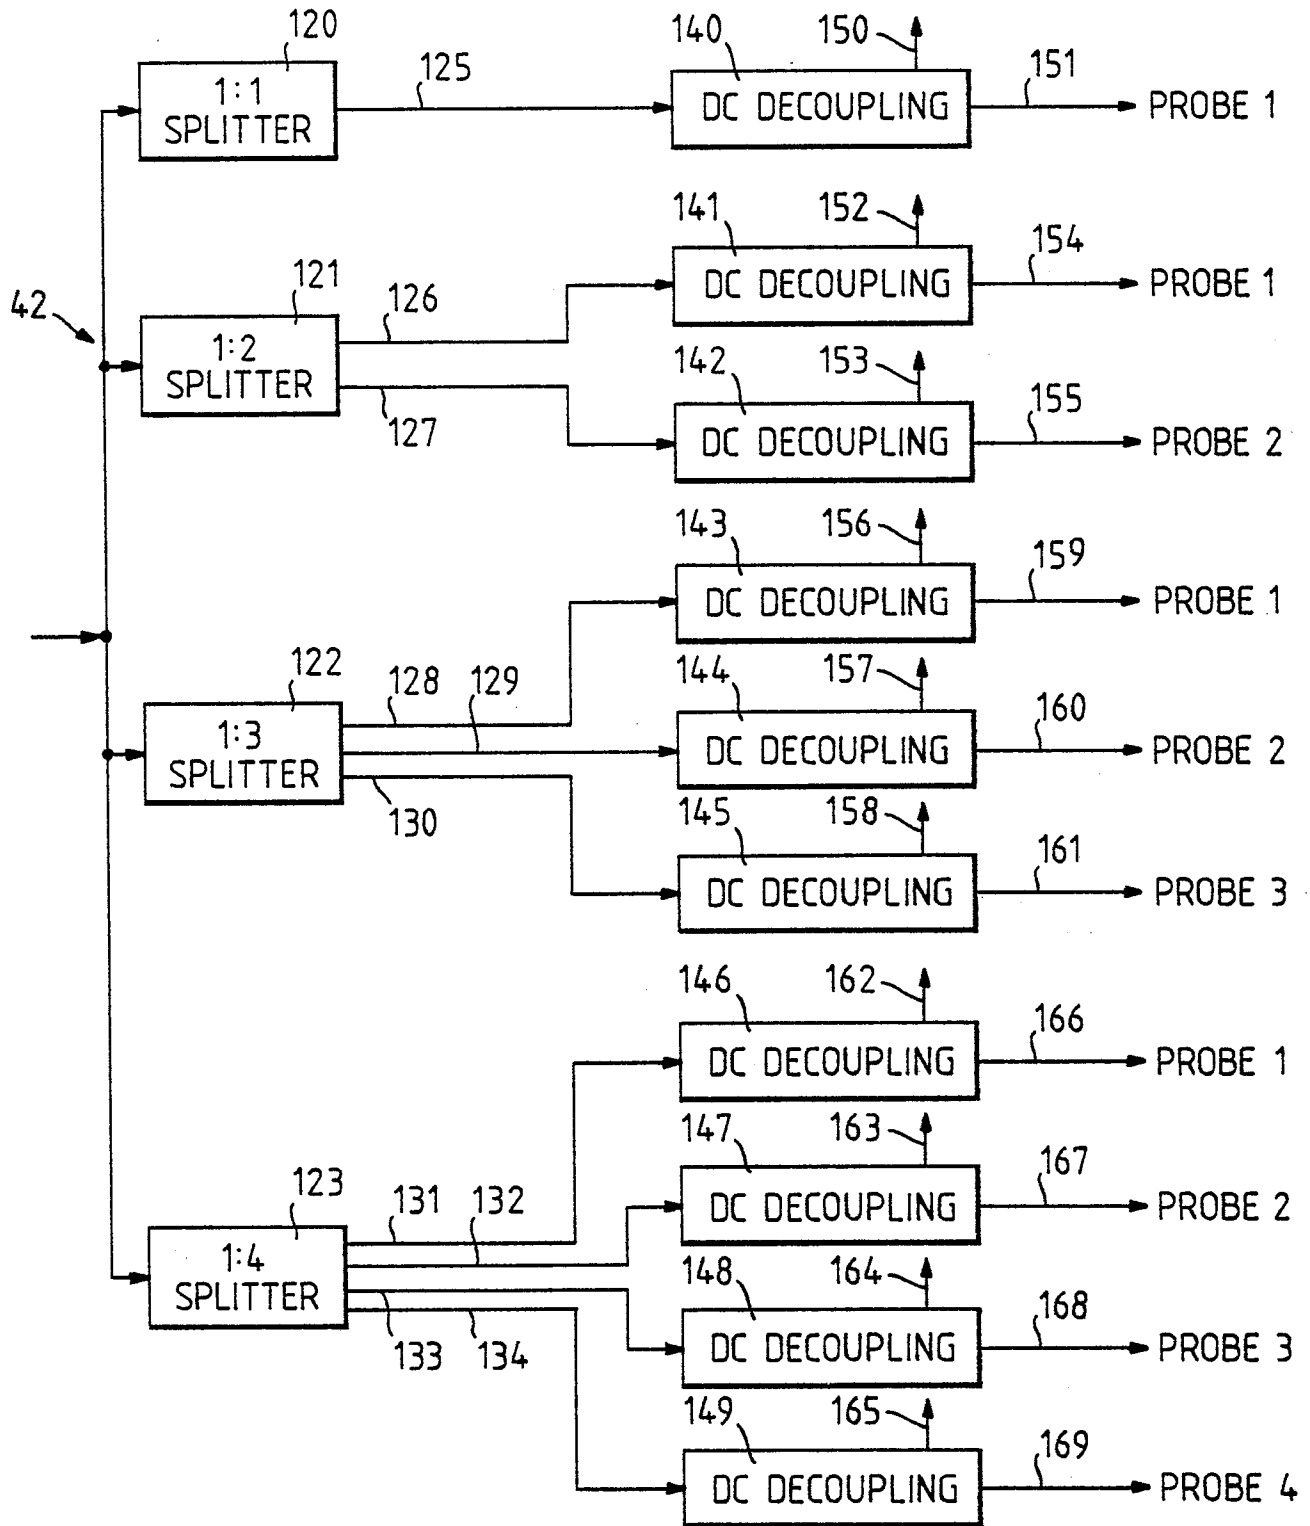 120
1:1
SPLITTER
125
140
150
DC DECOUPLING
151
PROBE 1
42
121
1:2
SPLITTER
126
127
141
152
DC DECOUPLING
154
PROBE 1
142
153
DC DECOUPLING
155
PROBE 2
122
1:3
SPLITTER
128
129
130
143
156
DC DECOUPLING
159
PROBE 1
144
157
DC DECOUPLING
160
PROBE 2
145
158
DC DECOUPLING
161
PROBE 3
123
1:4
SPLITTER
131
132
133
134
146
162
DC DECOUPLING
166
PROBE 1
147
163
DC DECOUPLING
167
PROBE 2
148
164
DC DECOUPLING
168
PROBE 3
149
165
DC DECOUPLING
169
PROBE 4